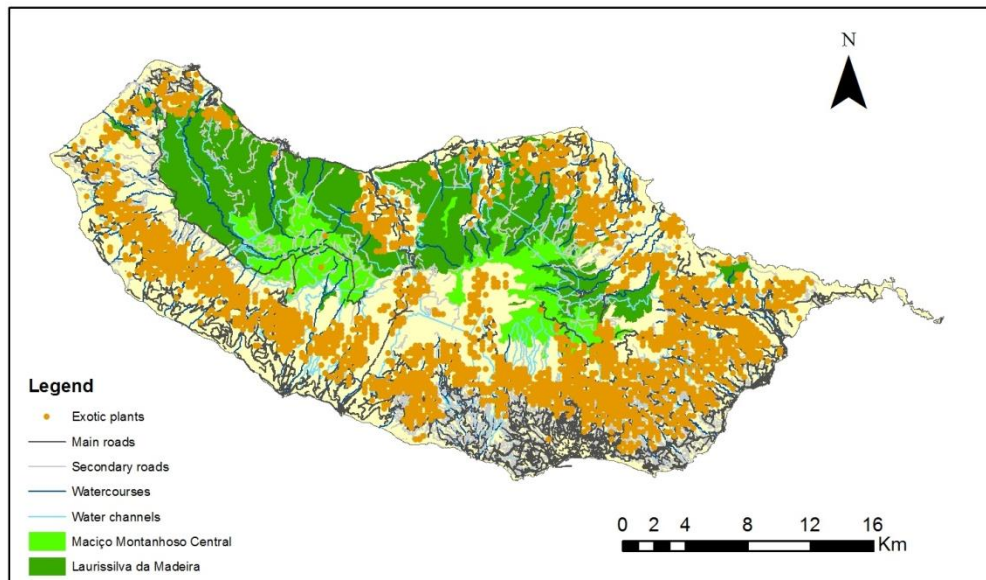 N
Legend
Exotic plants
Main roads
Secondary roads
Watercourses
Water channels
Maciço Montanhoso Central
Laurissilva da Madeira
0 2 4 8 12 16
Km